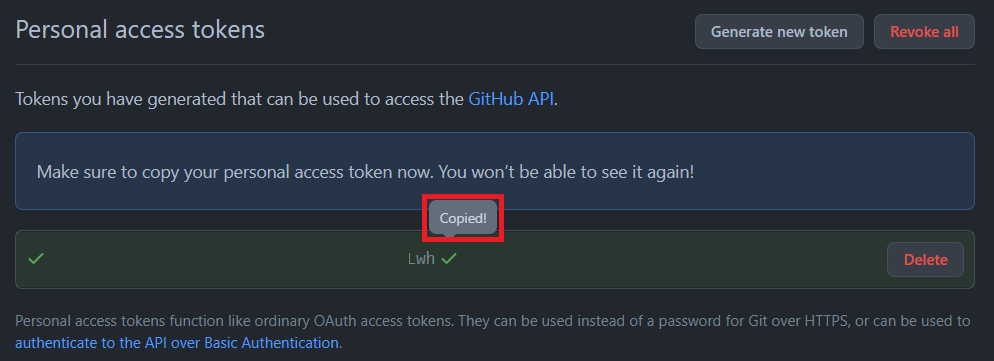 Personal access tokens
Generate new token
Revoke all
Tokens you have generated that can be used to access the GitHub API.
Make sure to copy your personal access token now. You won’t be able to see it again!
Copied!
Lwh
Delete
Personal access tokens function like ordinary OAuth access tokens. They can be used instead of a password for Git over HTTPS, or can be used to
authenticate to the API over Basic Authentication.